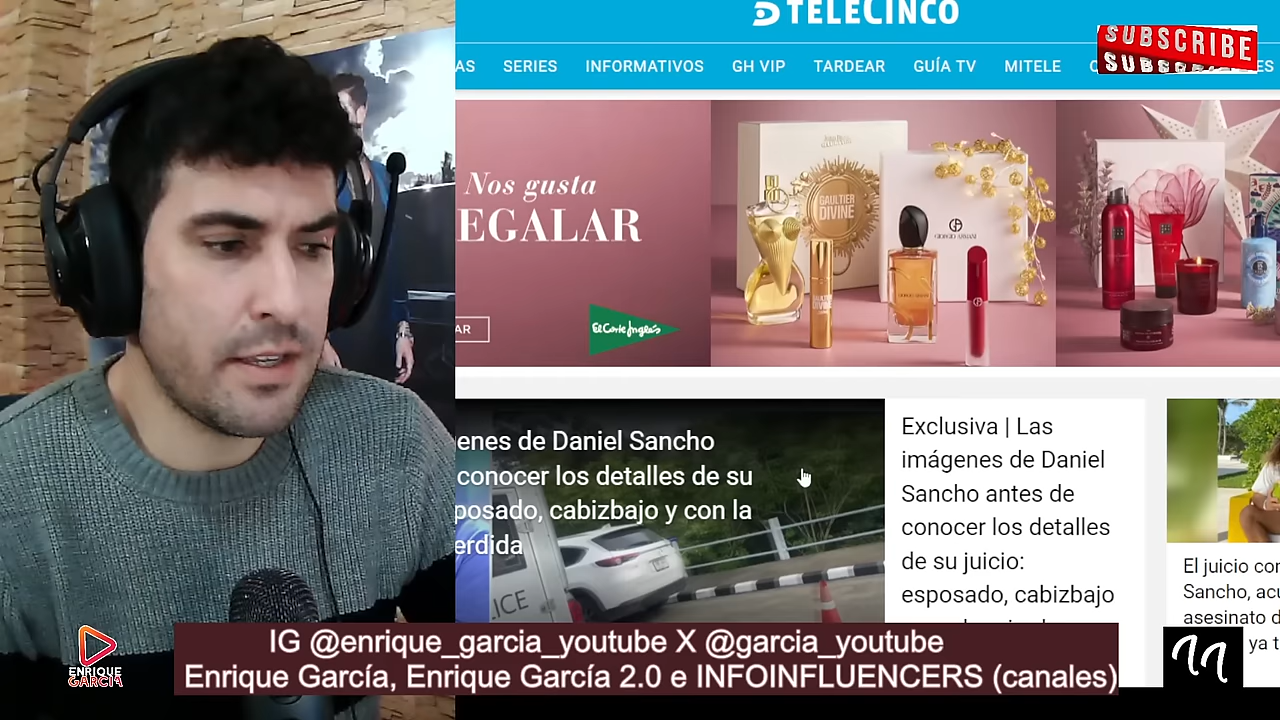 TELECINCO
SUBSCRIBE
SUBSCRIBE
AS SERIES INFORMATIVOS GH VIP TARDEAR GUÍA TV MITELE
Nos gusta
EGALAR
AR
El Corte Inglés
GAULTIER
DIVINE
GIORGIO ARMANI
enes de Daniel Sancho
conocer los detalles de su
posado, cabizbajo y con la
erdida
LICE
Exclusiva | Las
imágenes de Daniel
Sancho antes de
conocer los detalles
de su juicio:
esposado, cabizbajo
El juicio con
Sancho, acu
asesinato d
ya t
IG @enrique_garcia_youtube X @garcia_youtube
Enrique García, Enrique García 2.0 e INFOINFLUENCERS (canales)
ENRIQUE
GARCÍA